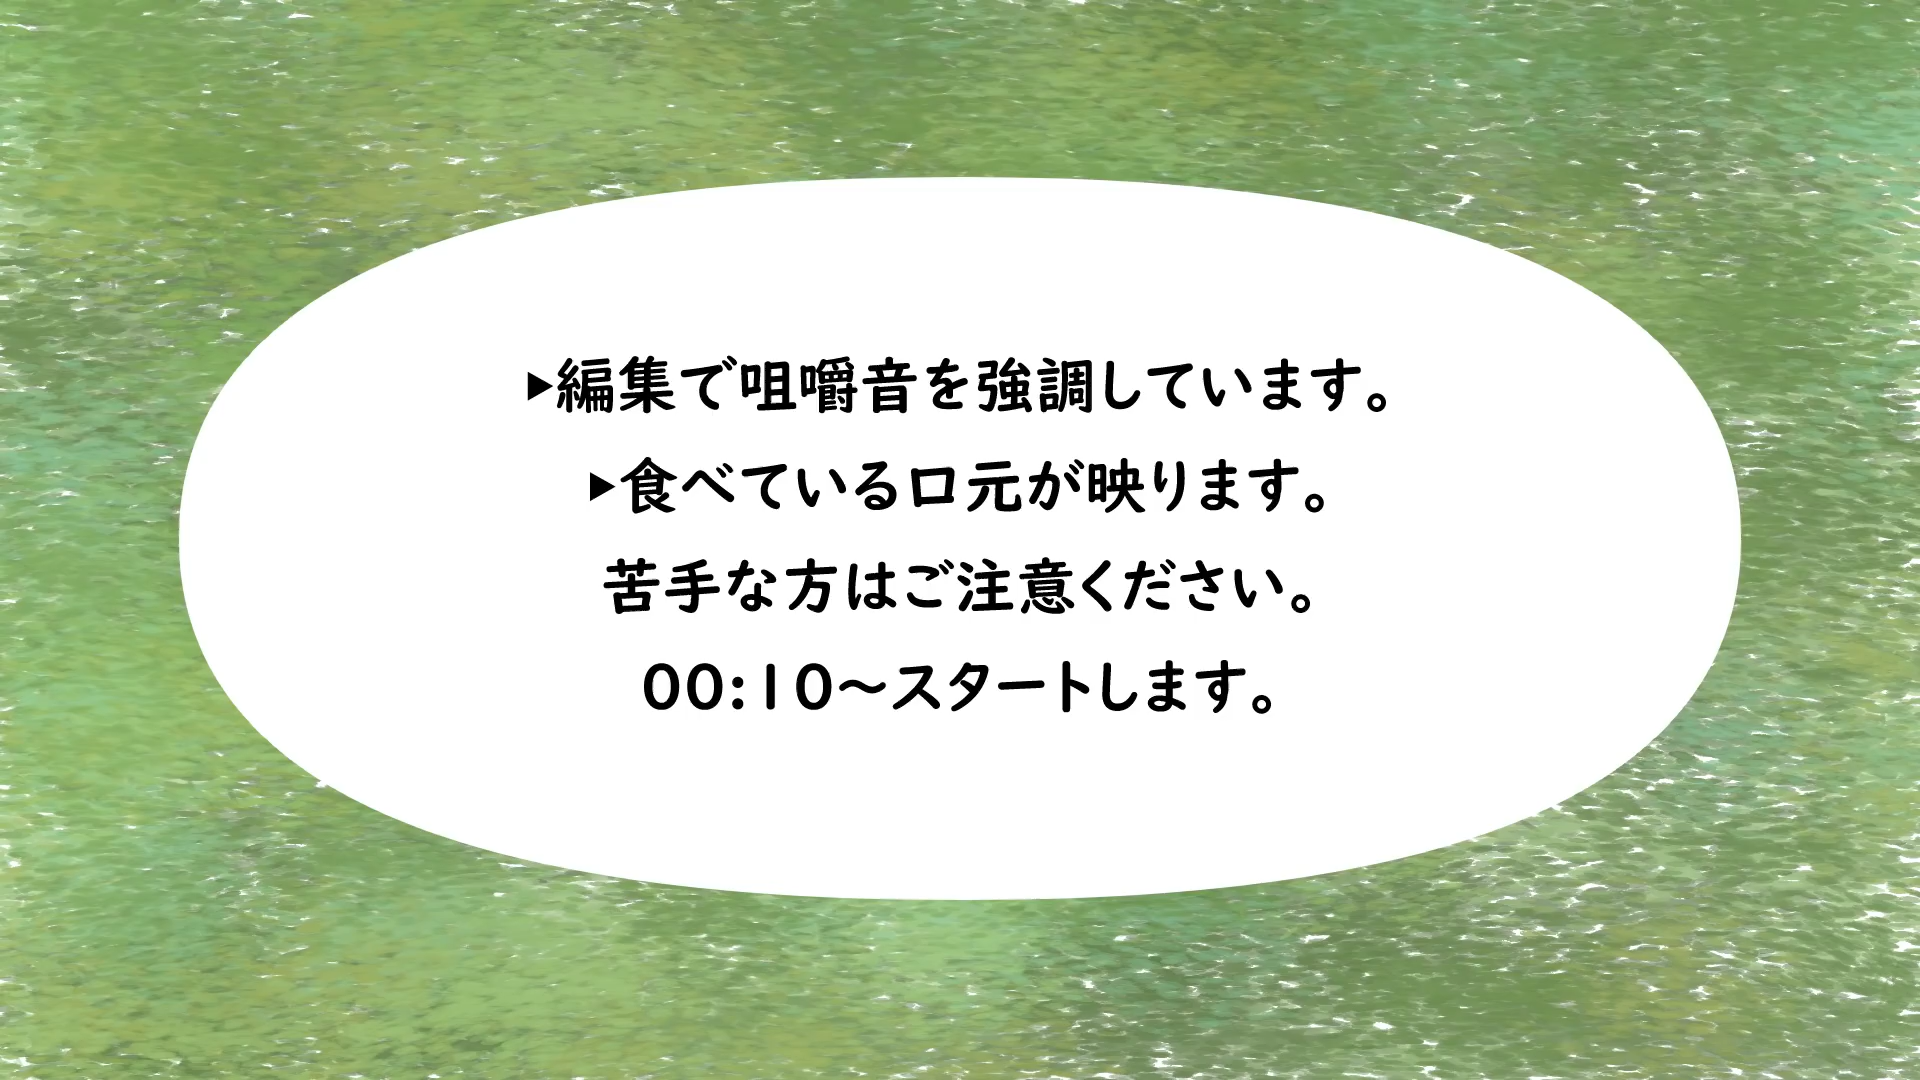 ▶編集で咀嚼音を強調しています。
▶食べている口元が映ります。
苦手な方はご注意ください。
00:10〜スタートします。